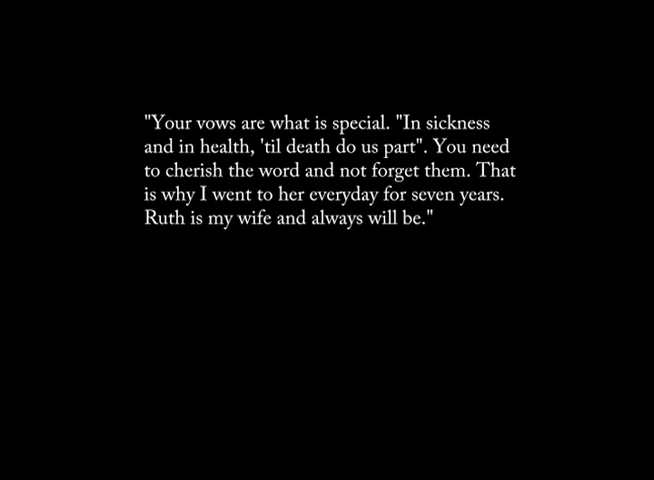 "Your vows are what is special. "In sickness
and in health, 'til death do us part". You need
to cherish the word and not forget them. That
is why I went to her everyday for seven years.
Ruth is my wife and always will be."